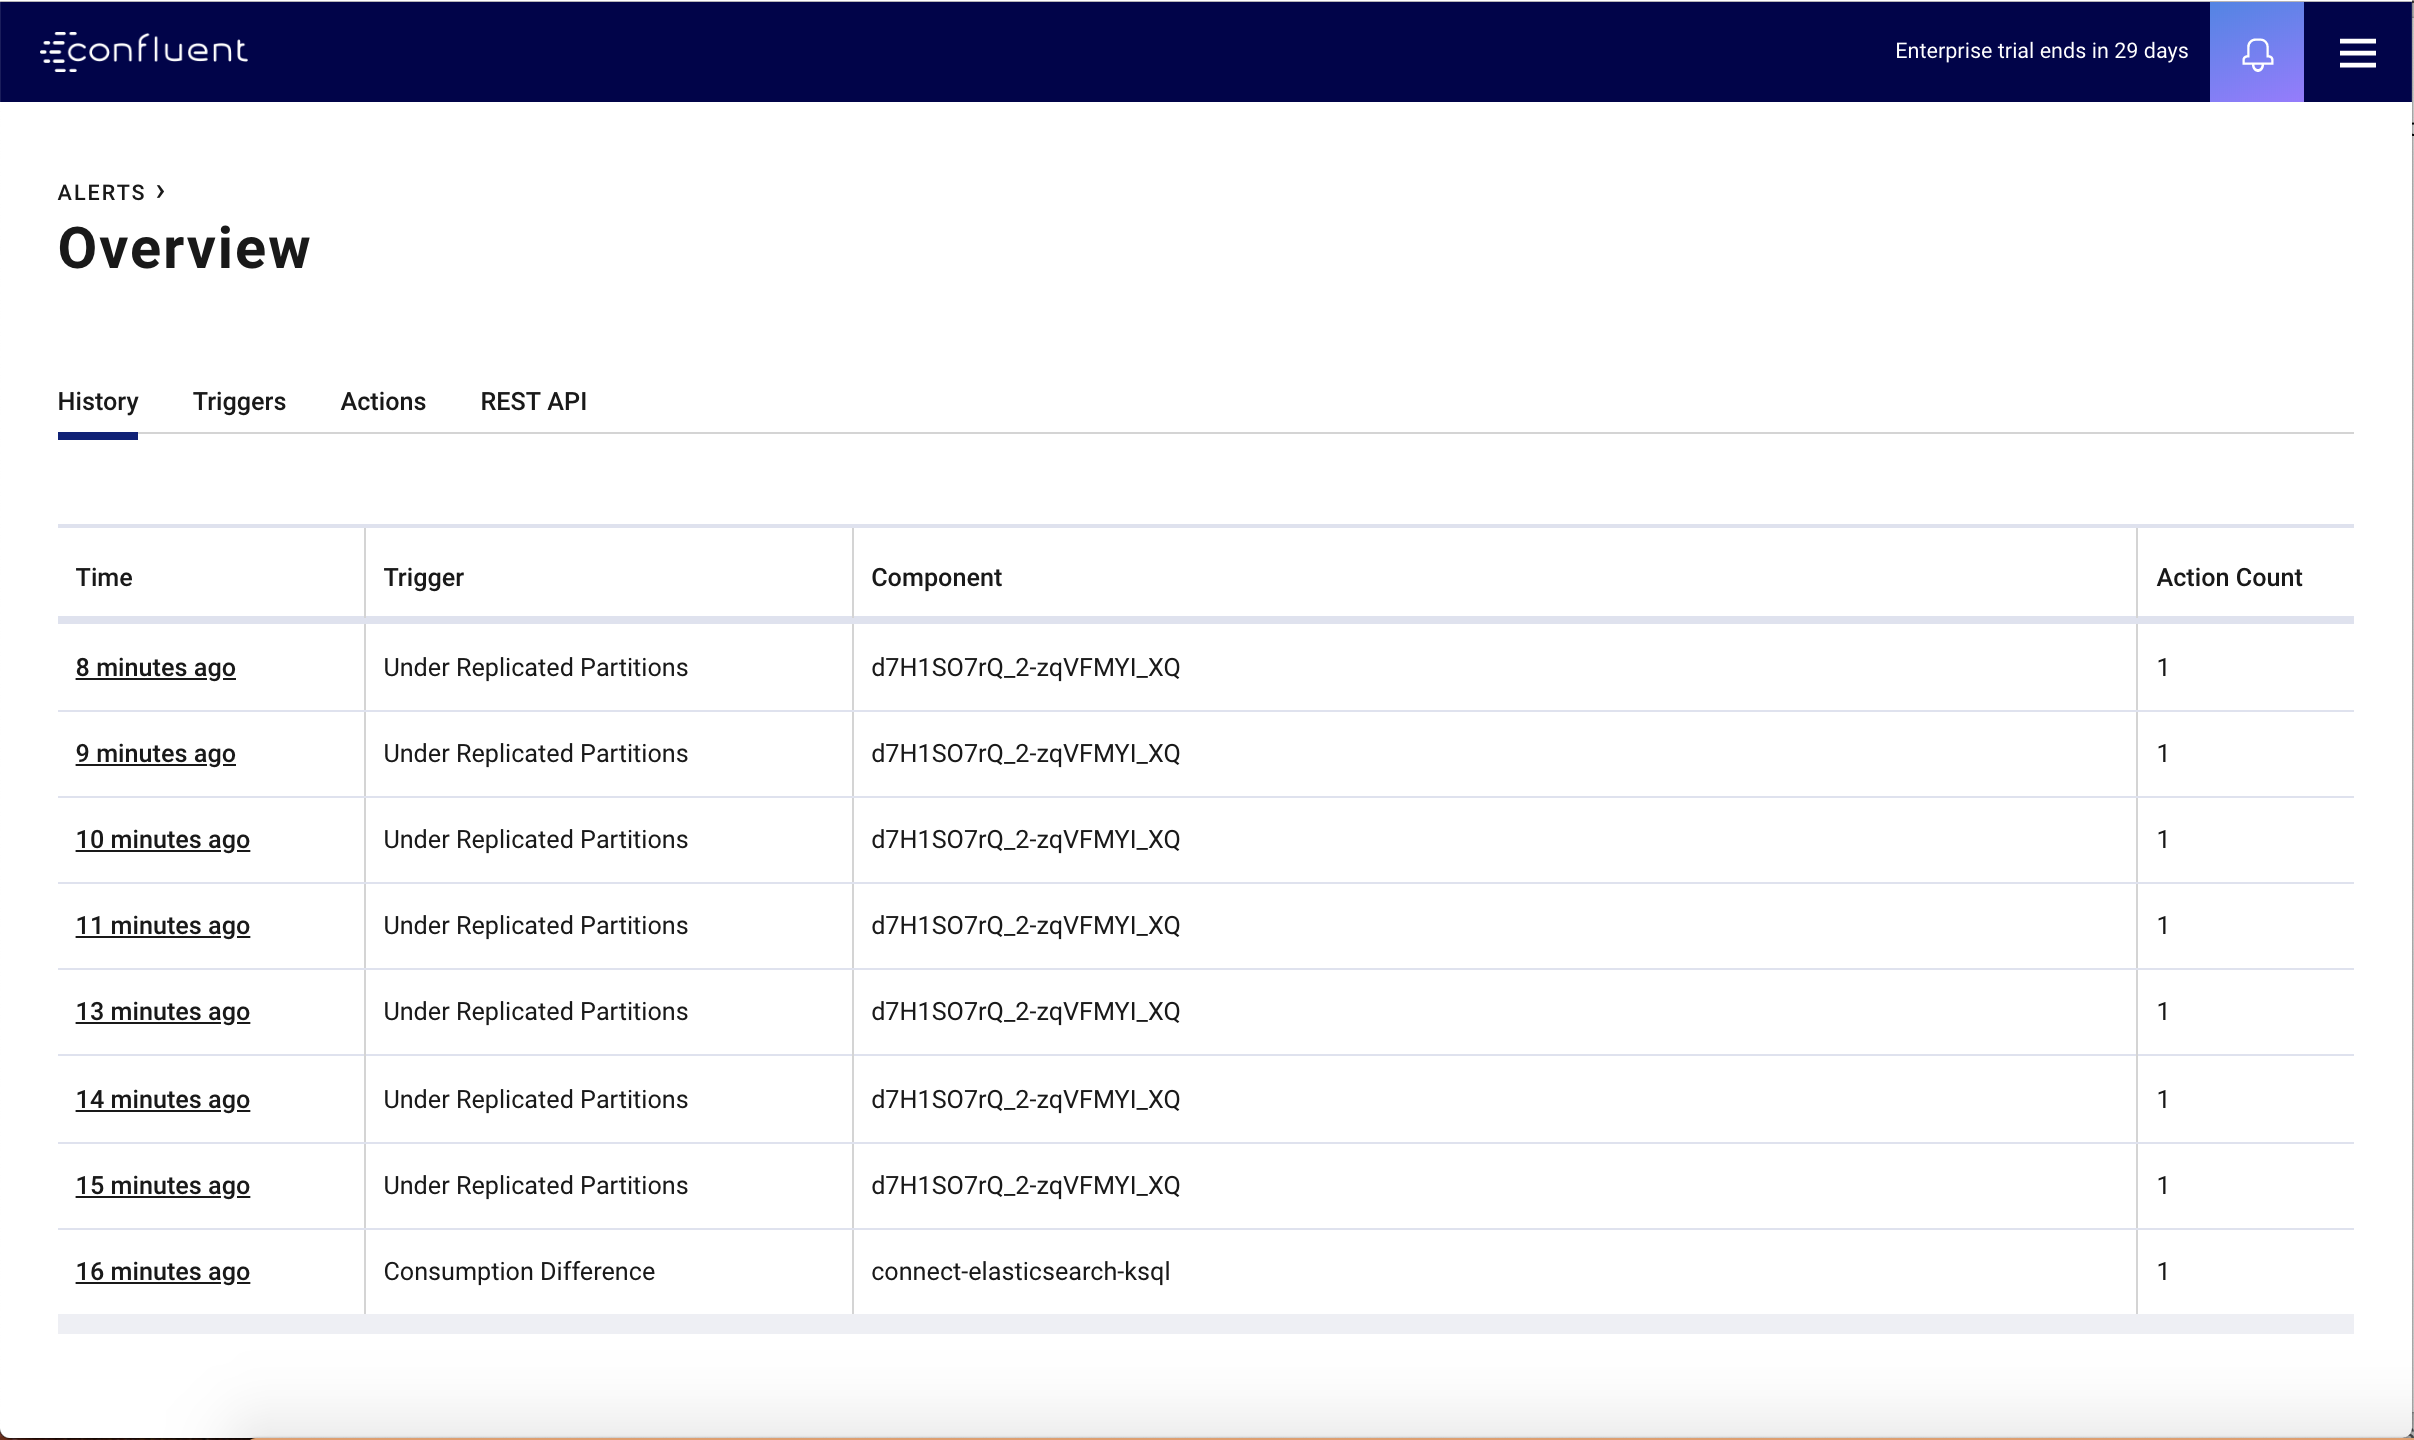 confluent
Enterprise trial ends in 29 days
ALERTS ›
Overview
History Triggers Actions REST API
Time Trigger Component Action Count
8 minutes ago Under Replicated Partitions d7H1SO7rQ_2-zqVFMYI_XQ 1
9 minutes ago Under Replicated Partitions d7H1SO7rQ_2-zqVFMYI_XQ 1
10 minutes ago Under Replicated Partitions d7H1SO7rQ_2-zqVFMYI_XQ 1
11 minutes ago Under Replicated Partitions d7H1SO7rQ_2-zqVFMYI_XQ 1
13 minutes ago Under Replicated Partitions d7H1SO7rQ_2-zqVFMYI_XQ 1
14 minutes ago Under Replicated Partitions d7H1SO7rQ_2-zqVFMYI_XQ 1
15 minutes ago Under Replicated Partitions d7H1SO7rQ_2-zqVFMYI_XQ 1
16 minutes ago Consumption Difference connect-elasticsearch-ksql 1